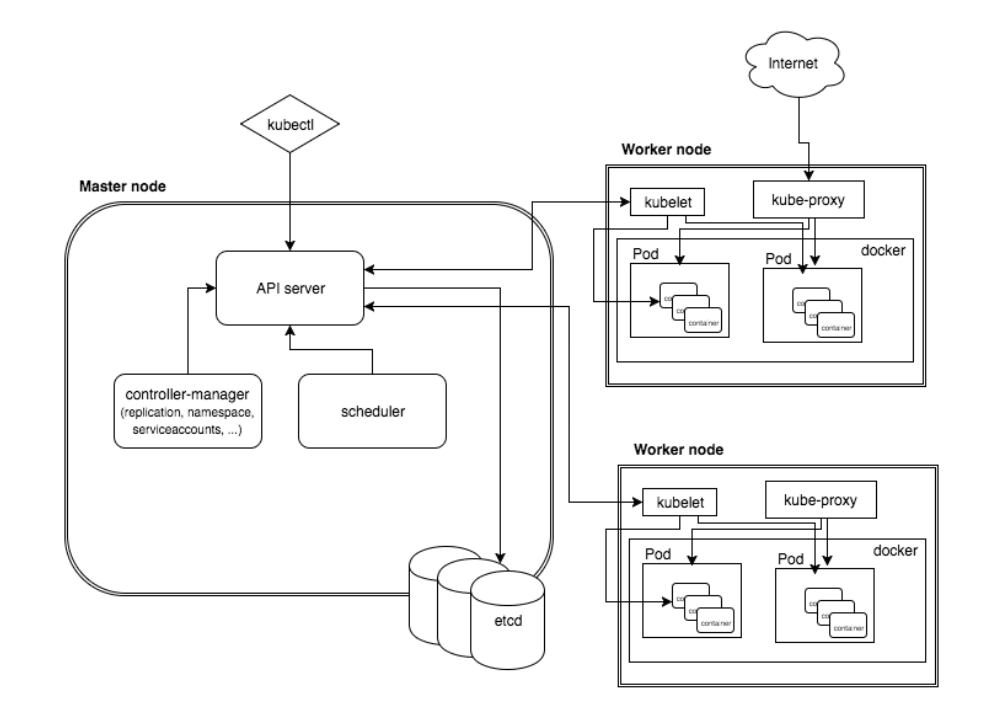 Internet
kubectl
Master node
API server
controller-manager
(replication, namespace,
serviceaccounts, ...)
scheduler
etcd
Worker node
kubelet
kube-proxy
docker
Pod
container
Pod
container
Worker node
kubelet
kube-proxy
docker
Pod
container
Pod
container